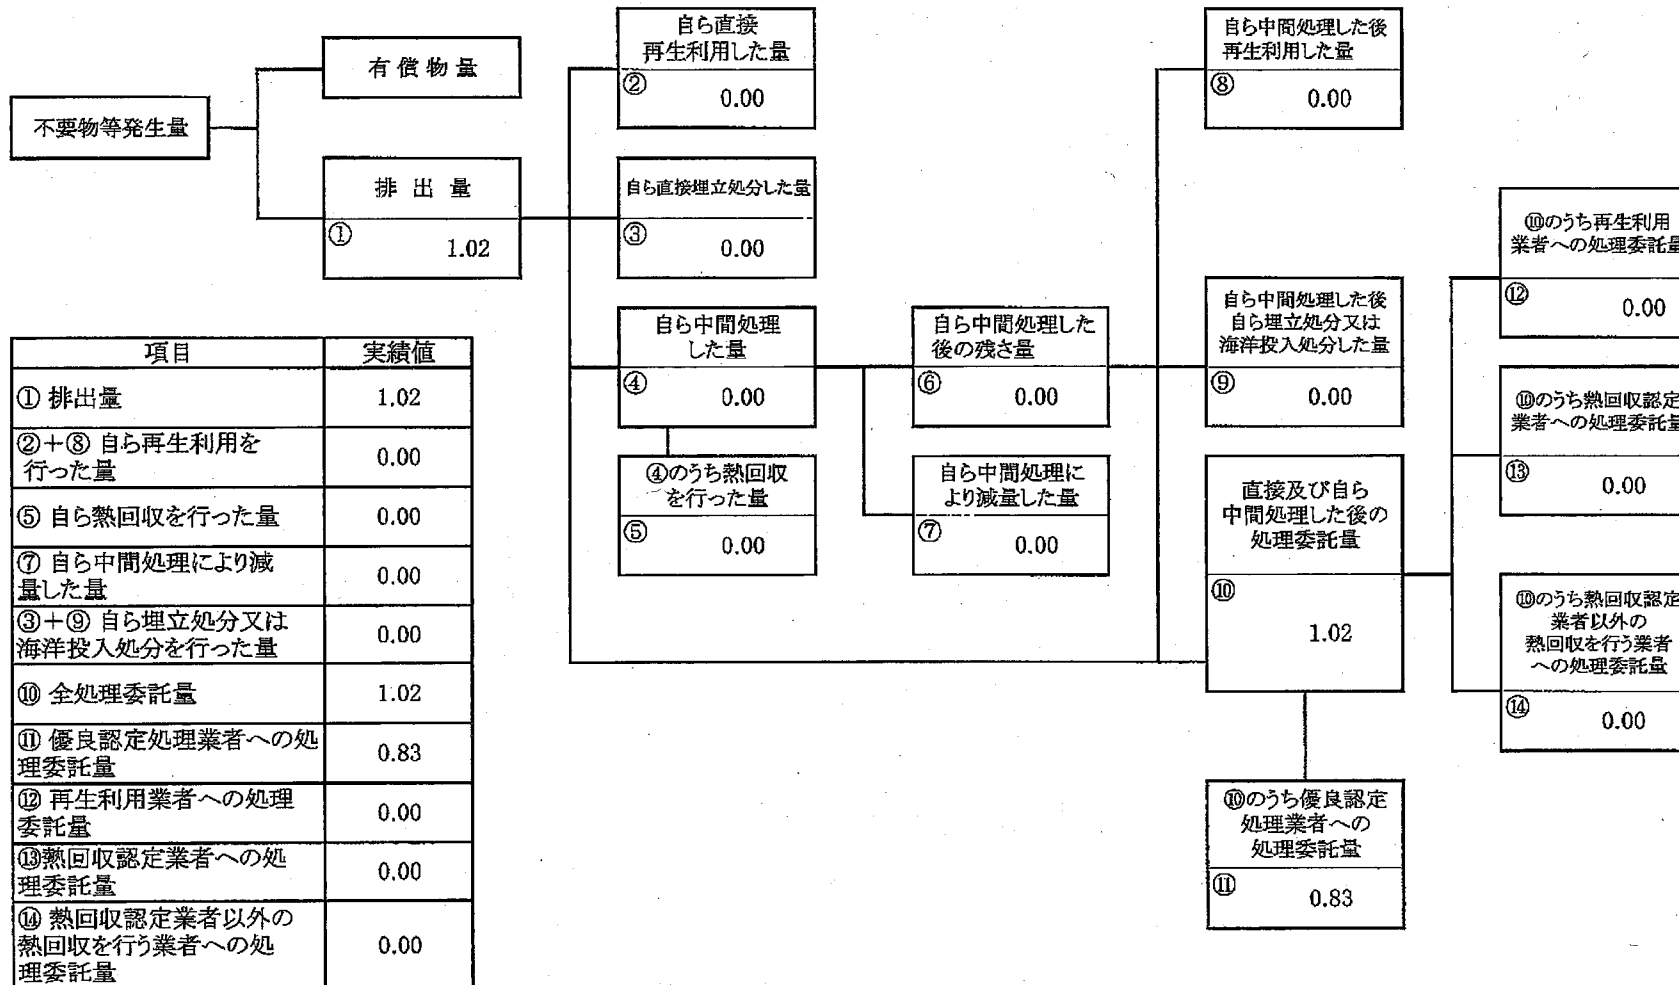 不要物等発生量
有償物量
排出量
①
1.02
自ら直接
再生利用した量
②
0.00
自ら直接埋立処分した量
③
0.00
自ら中間処理
した量
④
0.00
④のうち熱回収
を行った量
⑤
0.00
自ら中間処理した
後の残さ量
⑥
0.00
自ら中間処理に
より減量した量
⑦
0.00
自ら中間処理した後
再生利用した量
⑧
0.00
自ら中間処理した後
自ら埋立処分又は
海洋投入処分した量
⑨
0.00
直接及び自ら
中間処理した後の
処理委託量
⑩
1.02
⑩のうち優良認定
処理業者への
処理委託量
⑪
0.83
⑩のうち再生利用
業者への処理委託量
⑫
0.00
⑩のうち熱回収認定
業者への処理委託量
⑬
0.00
⑩のうち熱回収認定
業者以外の
熱回収を行う業者
への処理委託量
⑭
0.00
項目 実績値
① 排出量 1.02
②+⑧ 自ら再生利用を
行った量 0.00
⑤ 自ら熱回収を行った量 0.00
⑦ 自ら中間処理により減
量した量 0.00
③+⑨ 自ら埋立処分又は
海洋投入処分を行った量 0.00
⑩ 全処理委託量 1.02
⑪ 優良認定処理業者への処
理委託量 0.83
⑫ 再生利用業者への処理
委託量 0.00
⑬熱回収認定業者への処
理委託量 0.00
⑭ 熱回収認定業者以外の
熱回収を行う業者への処
理委託量 0.00